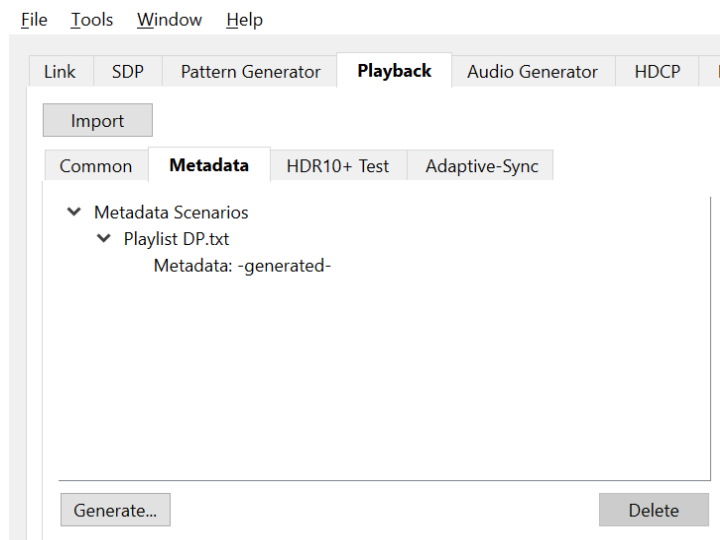 File Tools Window Help
Link SDP Pattern Generator Playback Audio Generator HDCP
Import
Common Metadata HDR10+ Test Adaptive-Sync
Metadata Scenarios
Playlist DP.txt
Metadata: -generated-
Generate... Delete